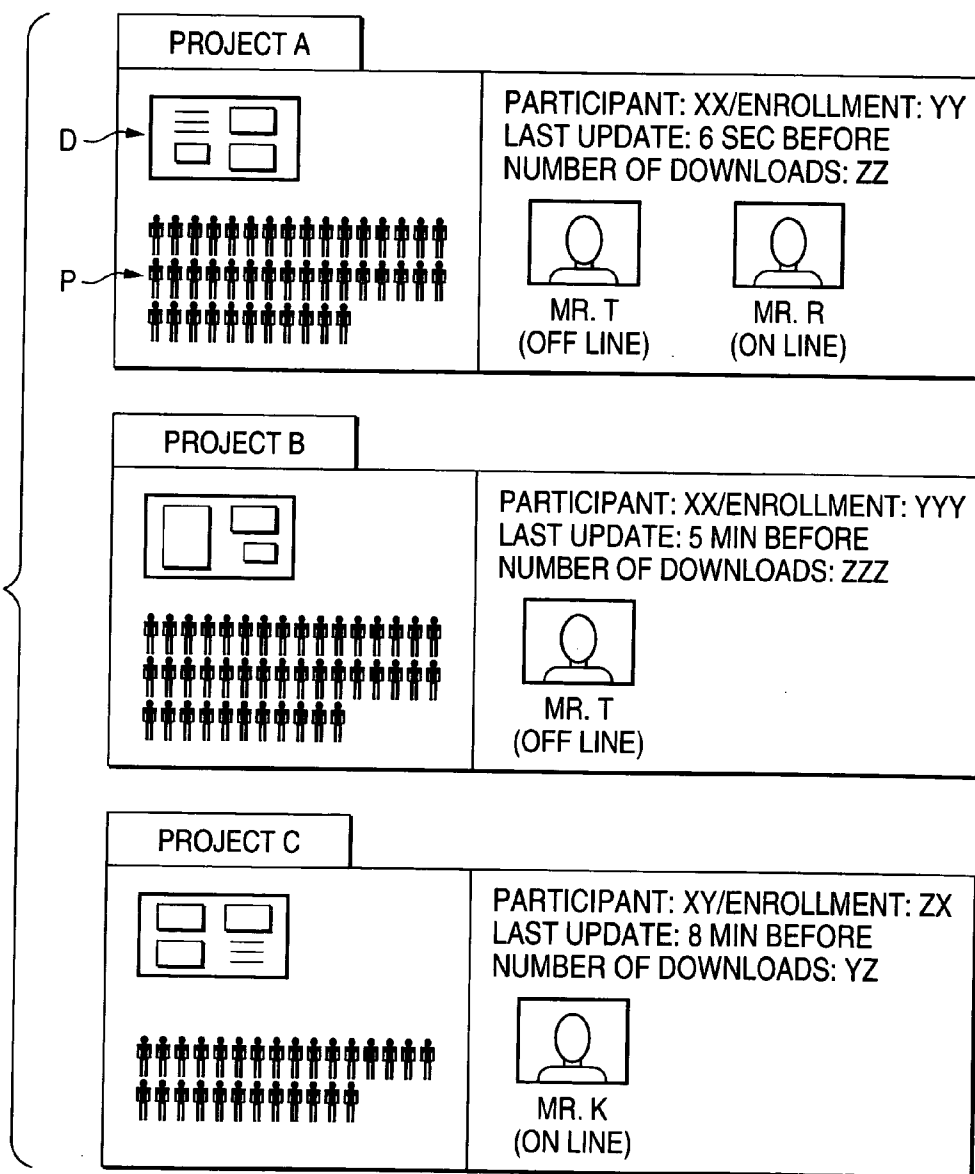 PROJECT A
D
P
PARTICIPANT: XX/ENROLLMENT: YY
LAST UPDATE: 6 SEC BEFORE
NUMBER OF DOWNLOADS: ZZ
MR. T
(OFF LINE)
MR. R
(ON LINE)
PROJECT B
PARTICIPANT: XX/ENROLLMENT: YYY
LAST UPDATE: 5 MIN BEFORE
NUMBER OF DOWNLOADS: ZZZ
MR. T
(OFF LINE)
PROJECT C
PARTICIPANT: XY/ENROLLMENT: ZX
LAST UPDATE: 8 MIN BEFORE
NUMBER OF DOWNLOADS: YZ
MR. K
(ON LINE)